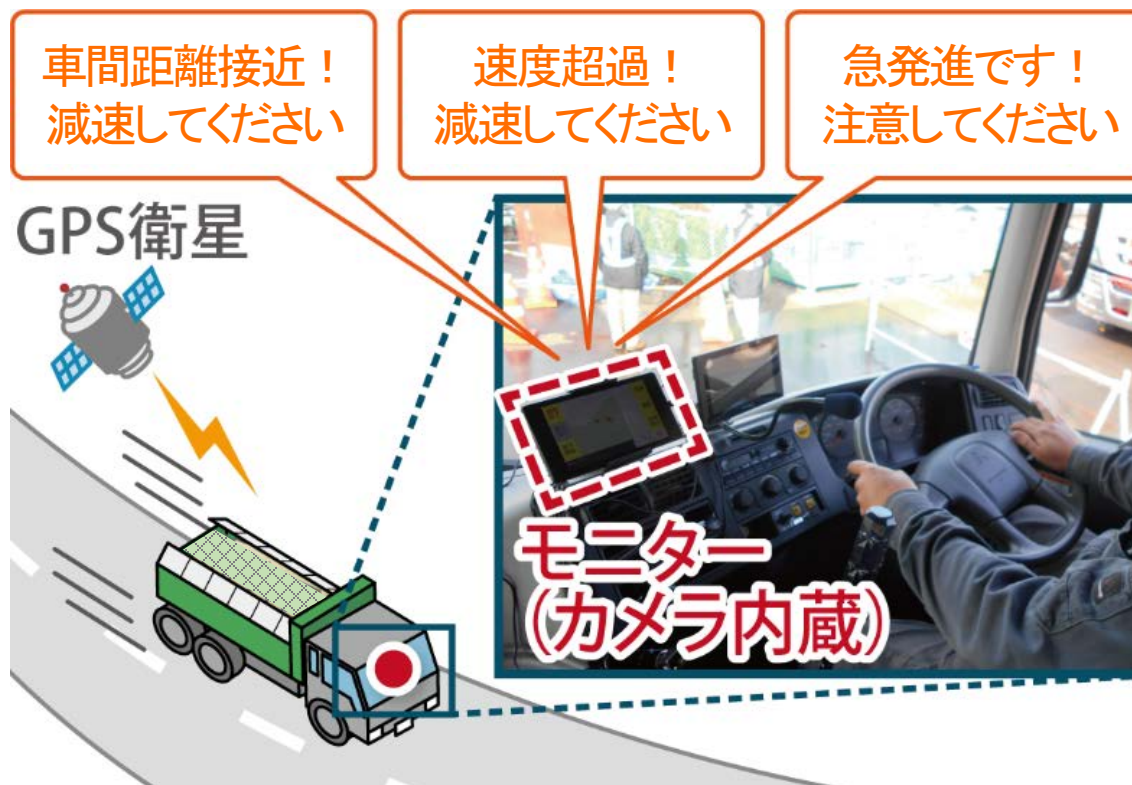 車間距離接近！
減速してください
速度超過！
減速してください
急発進です！
注意してください
GPS衛星
モニター
（カメラ内蔵）